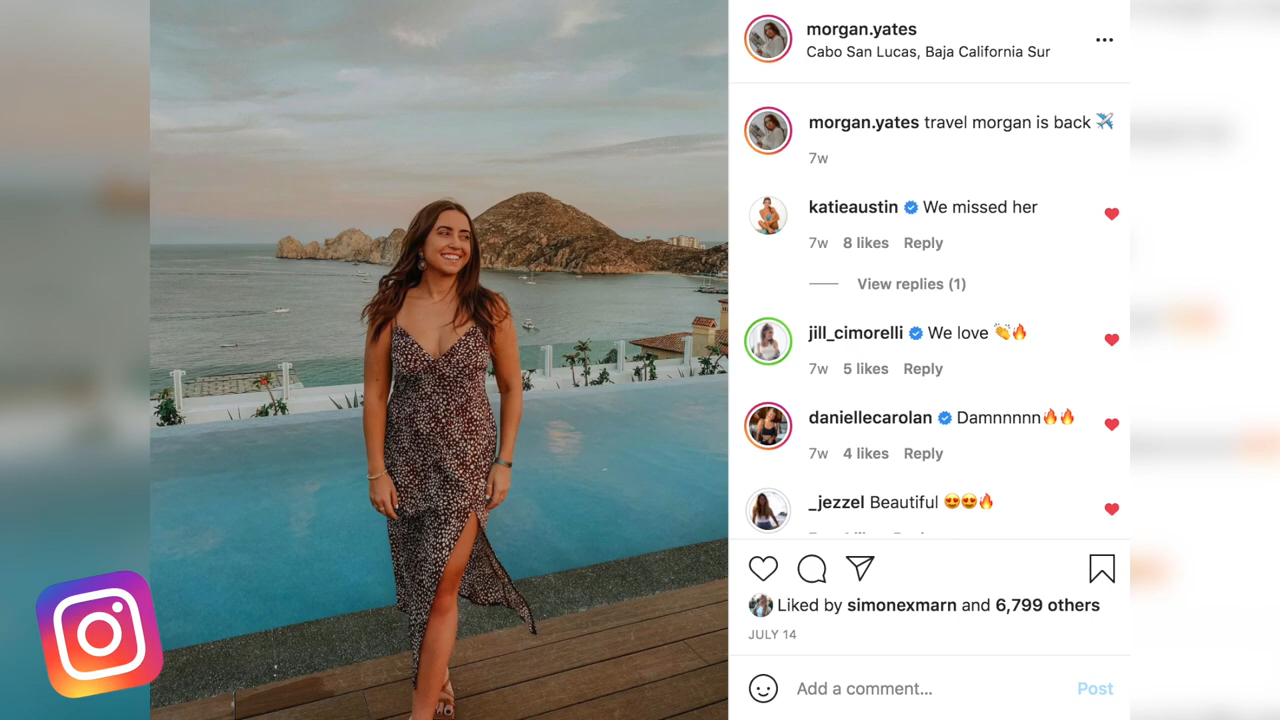 morgan.yates
Cabo San Lucas, Baja California Sur
morgan.yates travel morgan is back ✈️
7w
katieaustin We missed her
7w 8 likes Reply
View replies (1)
jill_cimorelli We love 👏🔥
7w 5 likes Reply
daniellecarolan Damnnnnn🔥🔥
7w 4 likes Reply
_jezzel Beautiful 😍😍🔥
Liked by simonexmarn and 6,799 others
JULY 14
Add a comment... Post